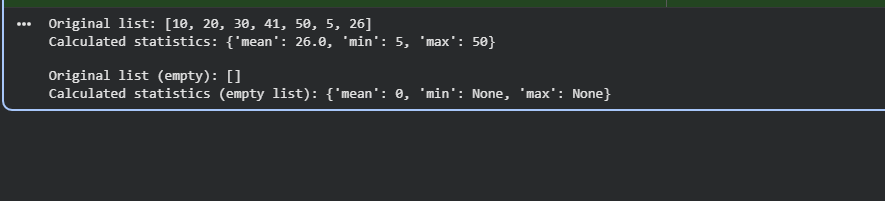 Original list: [10, 20, 30, 41, 50, 5, 26]
Calculated statistics: {'mean': 26.0, 'min': 5, 'max': 50}
Original list (empty): []
Calculated statistics (empty list): {'mean': 0, 'min': None, 'max': None}